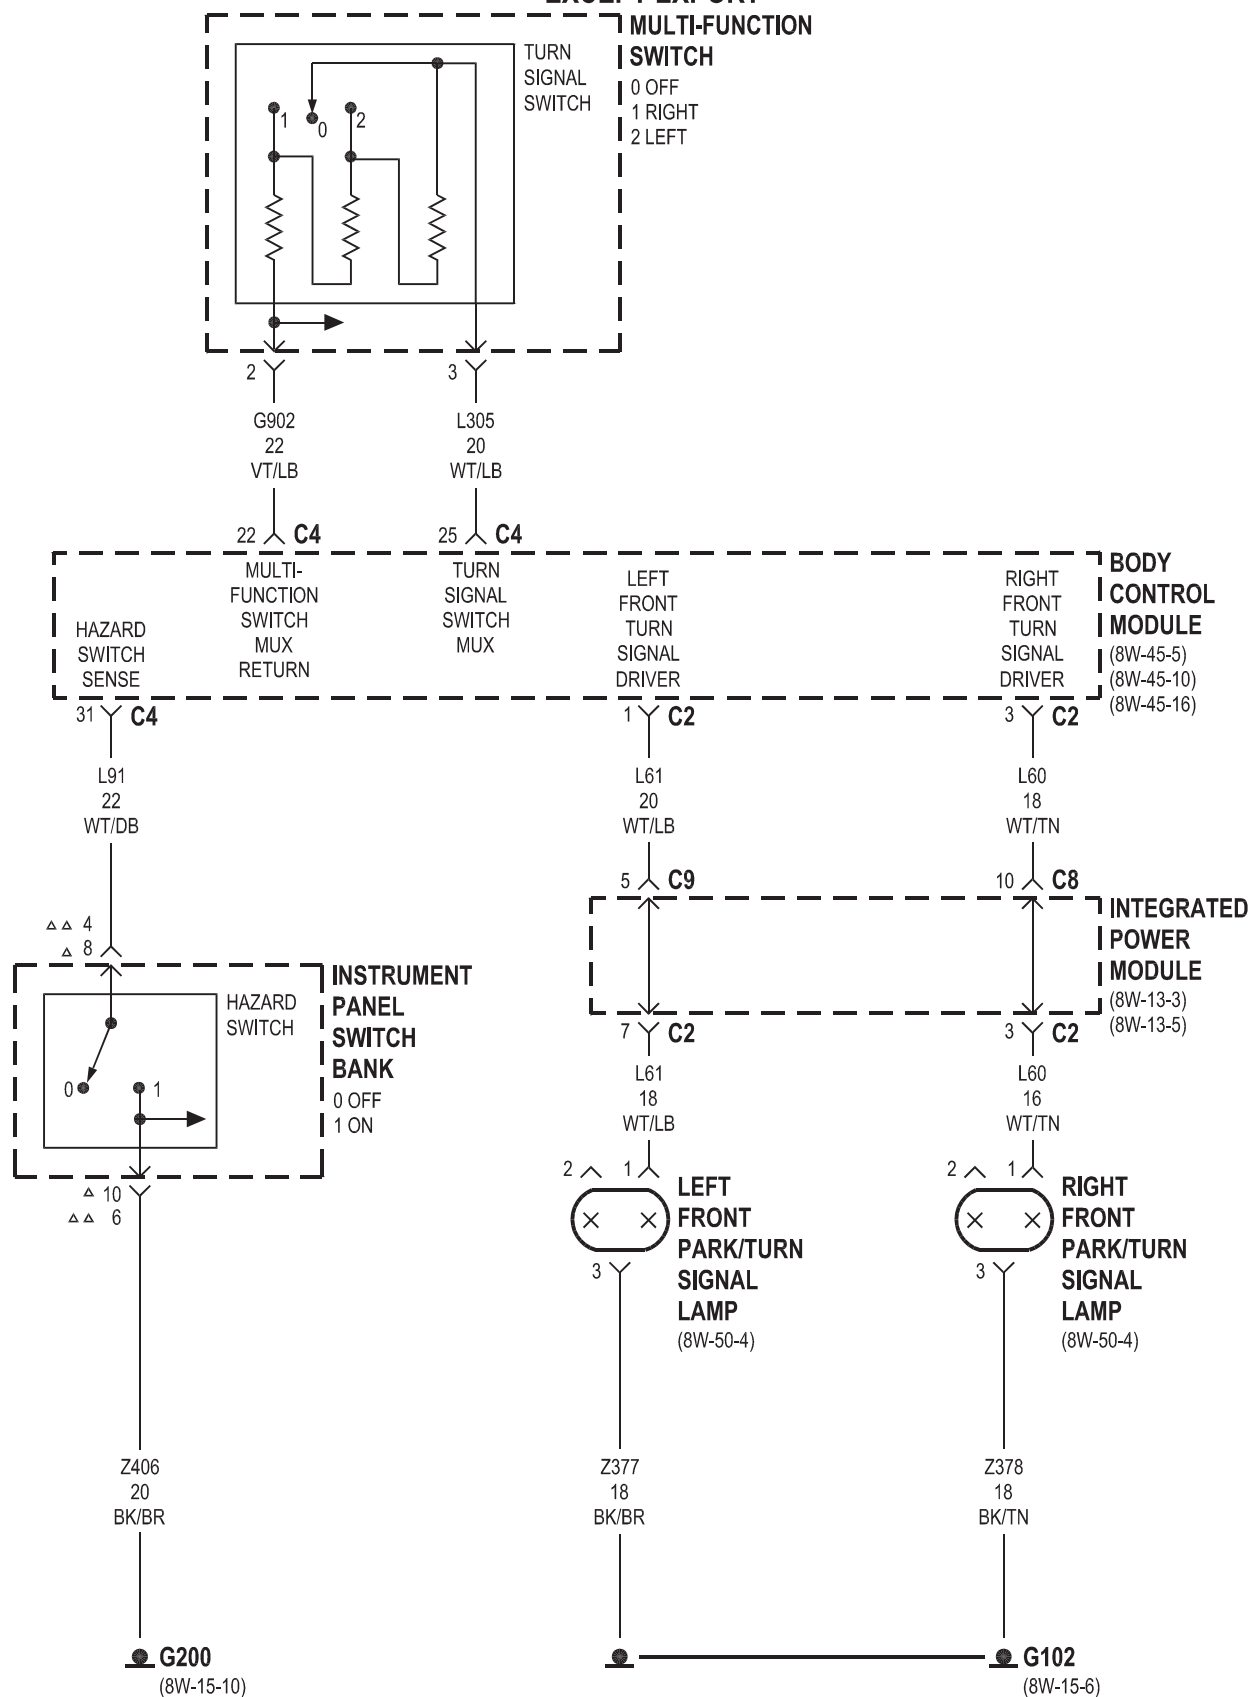 MULTI-FUNCTION
SWITCH
0 OFF
1 RIGHT
2 LEFT
TURN
SIGNAL
SWITCH
1
0
2
2
3
G902
22
VT/LB
L305
20
WT/LB
22 C4
25 C4
BODY
CONTROL
MODULE
(8W-45-5)
(8W-45-10)
(8W-45-16)
HAZARD
SWITCH
SENSE
MULTI-
FUNCTION
SWITCH
MUX
RETURN
TURN
SIGNAL
SWITCH
MUX
LEFT
FRONT
TURN
SIGNAL
DRIVER
RIGHT
FRONT
TURN
SIGNAL
DRIVER
31 C4
1 C2
3 C2
L91
22
WT/DB
L61
20
WT/LB
L60
18
WT/TN
5 C9
10 C8
INTEGRATED
POWER
MODULE
(8W-13-3)
(8W-13-5)
△ △ 4
△ 8
INSTRUMENT
PANEL
SWITCH
BANK
0 OFF
1 ON
HAZARD
SWITCH
0
1
△ 10
△ △ 6
7 C2
3 C2
L61
18
WT/LB
L60
16
WT/TN
2
1
2
1
LEFT
FRONT
PARK/TURN
SIGNAL
LAMP
(8W-50-4)
RIGHT
FRONT
PARK/TURN
SIGNAL
LAMP
(8W-50-4)
3
3
Z406
20
BK/BR
Z377
18
BK/BR
Z378
18
BK/TN
G200
(8W-15-10)
G102
(8W-15-6)